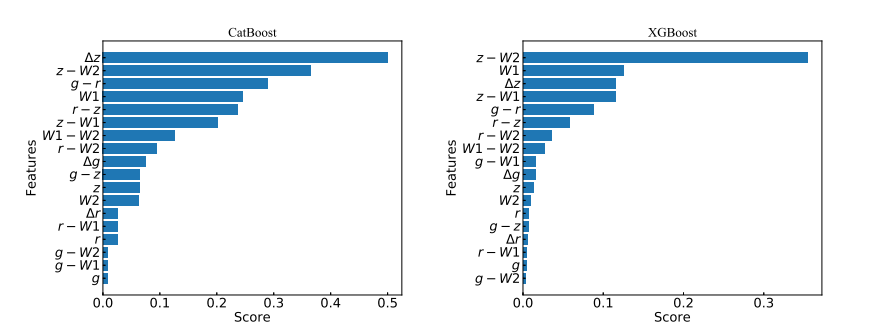 CatBoost
Features
Δz
z − W2
g − r
W1
r − z
z − W1
W1 − W2
r − W2
Δg
g − z
z
W2
Δr
r − W1
r
g − W2
g − W1
g
0.0 0.1 0.2 0.3 0.4 0.5
Score
XGBoost
Features
z − W2
W1
Δz
z − W1
g − r
r − z
r − W2
W1 − W2
g − W1
Δg
z
W2
r
g − z
Δr
r − W1
g
g − W2
0.0 0.1 0.2 0.3
Score